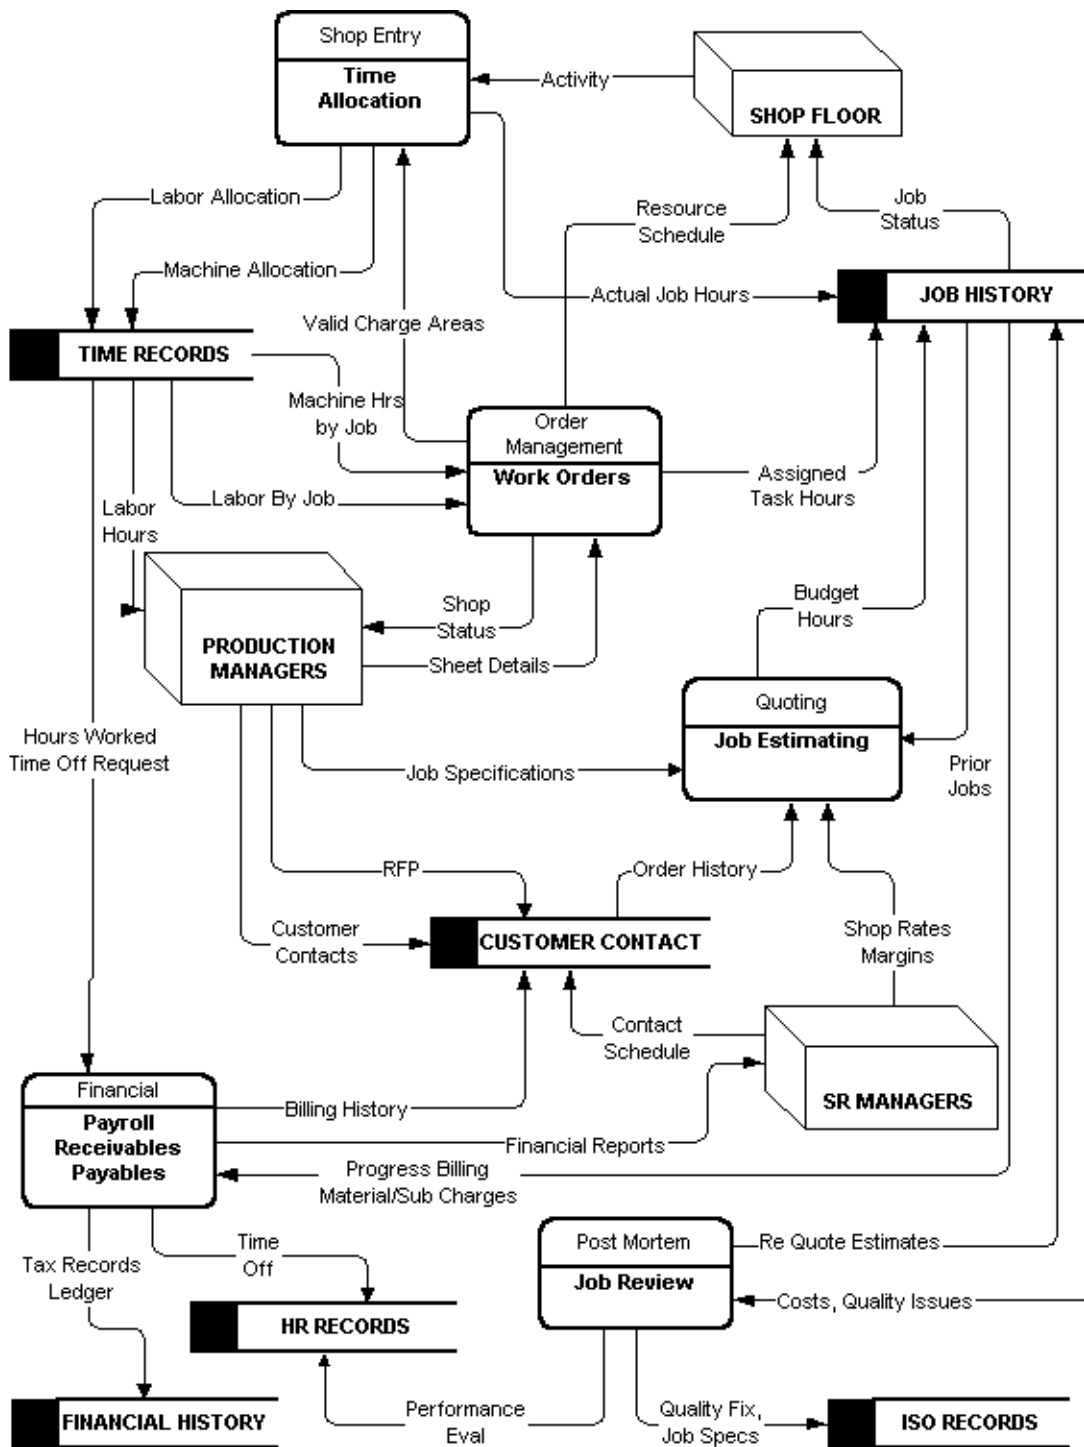 Shop Entry
Time
Allocation
Activity
SHOP FLOOR
Labor Allocation
Resource
Schedule
Job
Status
Machine Allocation
Actual Job Hours
JOB HISTORY
Valid Charge Areas
TIME RECORDS
Machine Hrs
by Job
Order
Management
Work Orders
Assigned
Task Hours
Labor By Job
Labor
Hours
Shop
Status
Budget
Hours
PRODUCTION
MANAGERS
Sheet Details
Quoting
Job Estimating
Hours Worked
Time Off Request
Job Specifications
Prior
Jobs
RFP
Order History
Customer
Contacts
CUSTOMER CONTACT
Shop Rates
Margins
Contact
Schedule
Financial
Payroll
Receivables
Payables
Billing History
SR MANAGERS
Financial Reports
Progress Billing
Material/Sub Charges
Tax Records
Ledger
Time
Off
Post Mortem
Job Review
Re Quote Estimates
Costs, Quality Issues
HR RECORDS
Performance
Eval
Quality Fix,
Job Specs
FINANCIAL HISTORY
ISO RECORDS